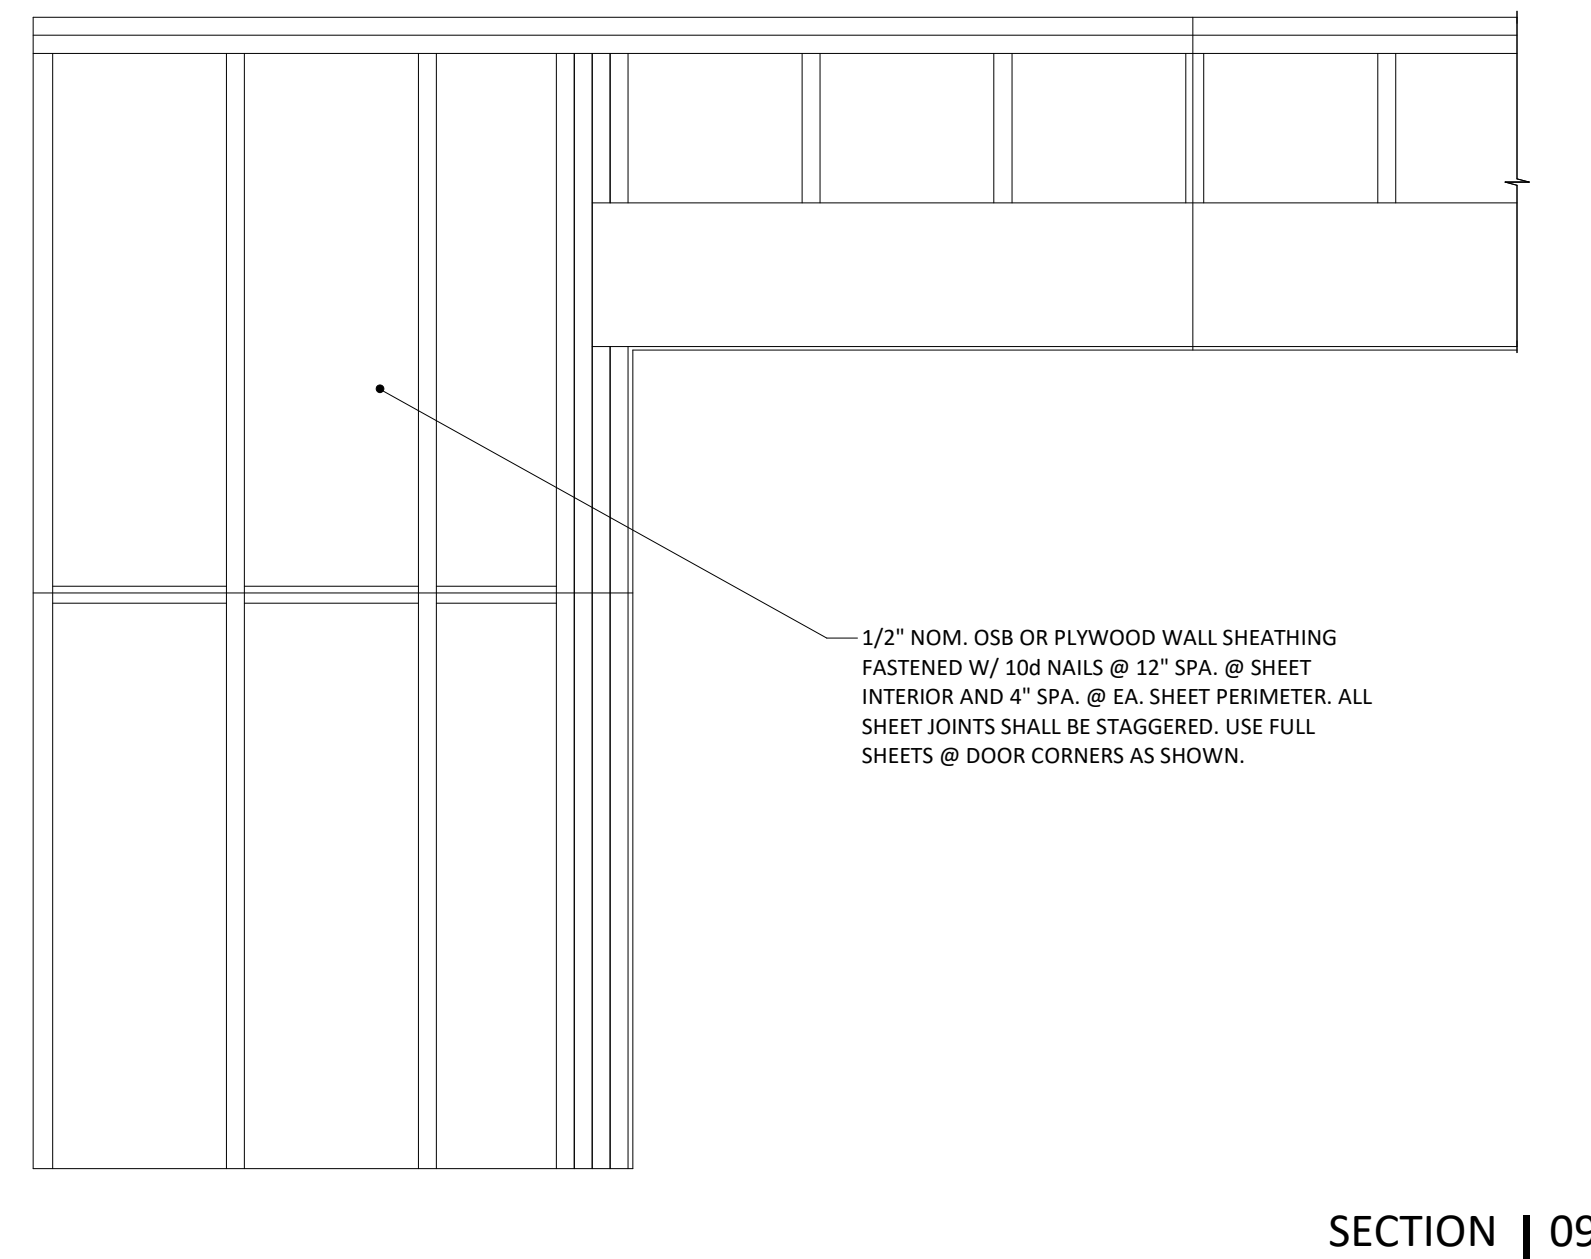 1/2" NOM. OSB OR PLYWOOD WALL SHEATHING
FASTENED W/ 10d NAILS @ 12" SPA. @ SHEET
INTERIOR AND 4" SPA. @ EA. SHEET PERIMETER. ALL
SHEET JOINTS SHALL BE STAGGERED. USE FULL
SHEETS @ DOOR CORNERS AS SHOWN.
SECTION | 09